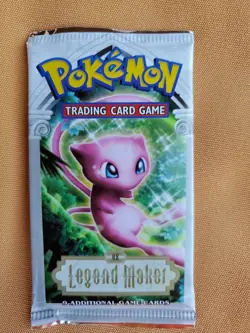 POKÉMON
TRADING CARD GAME
EX
Legend Maker
9 ADDITIONAL GAME CARDS